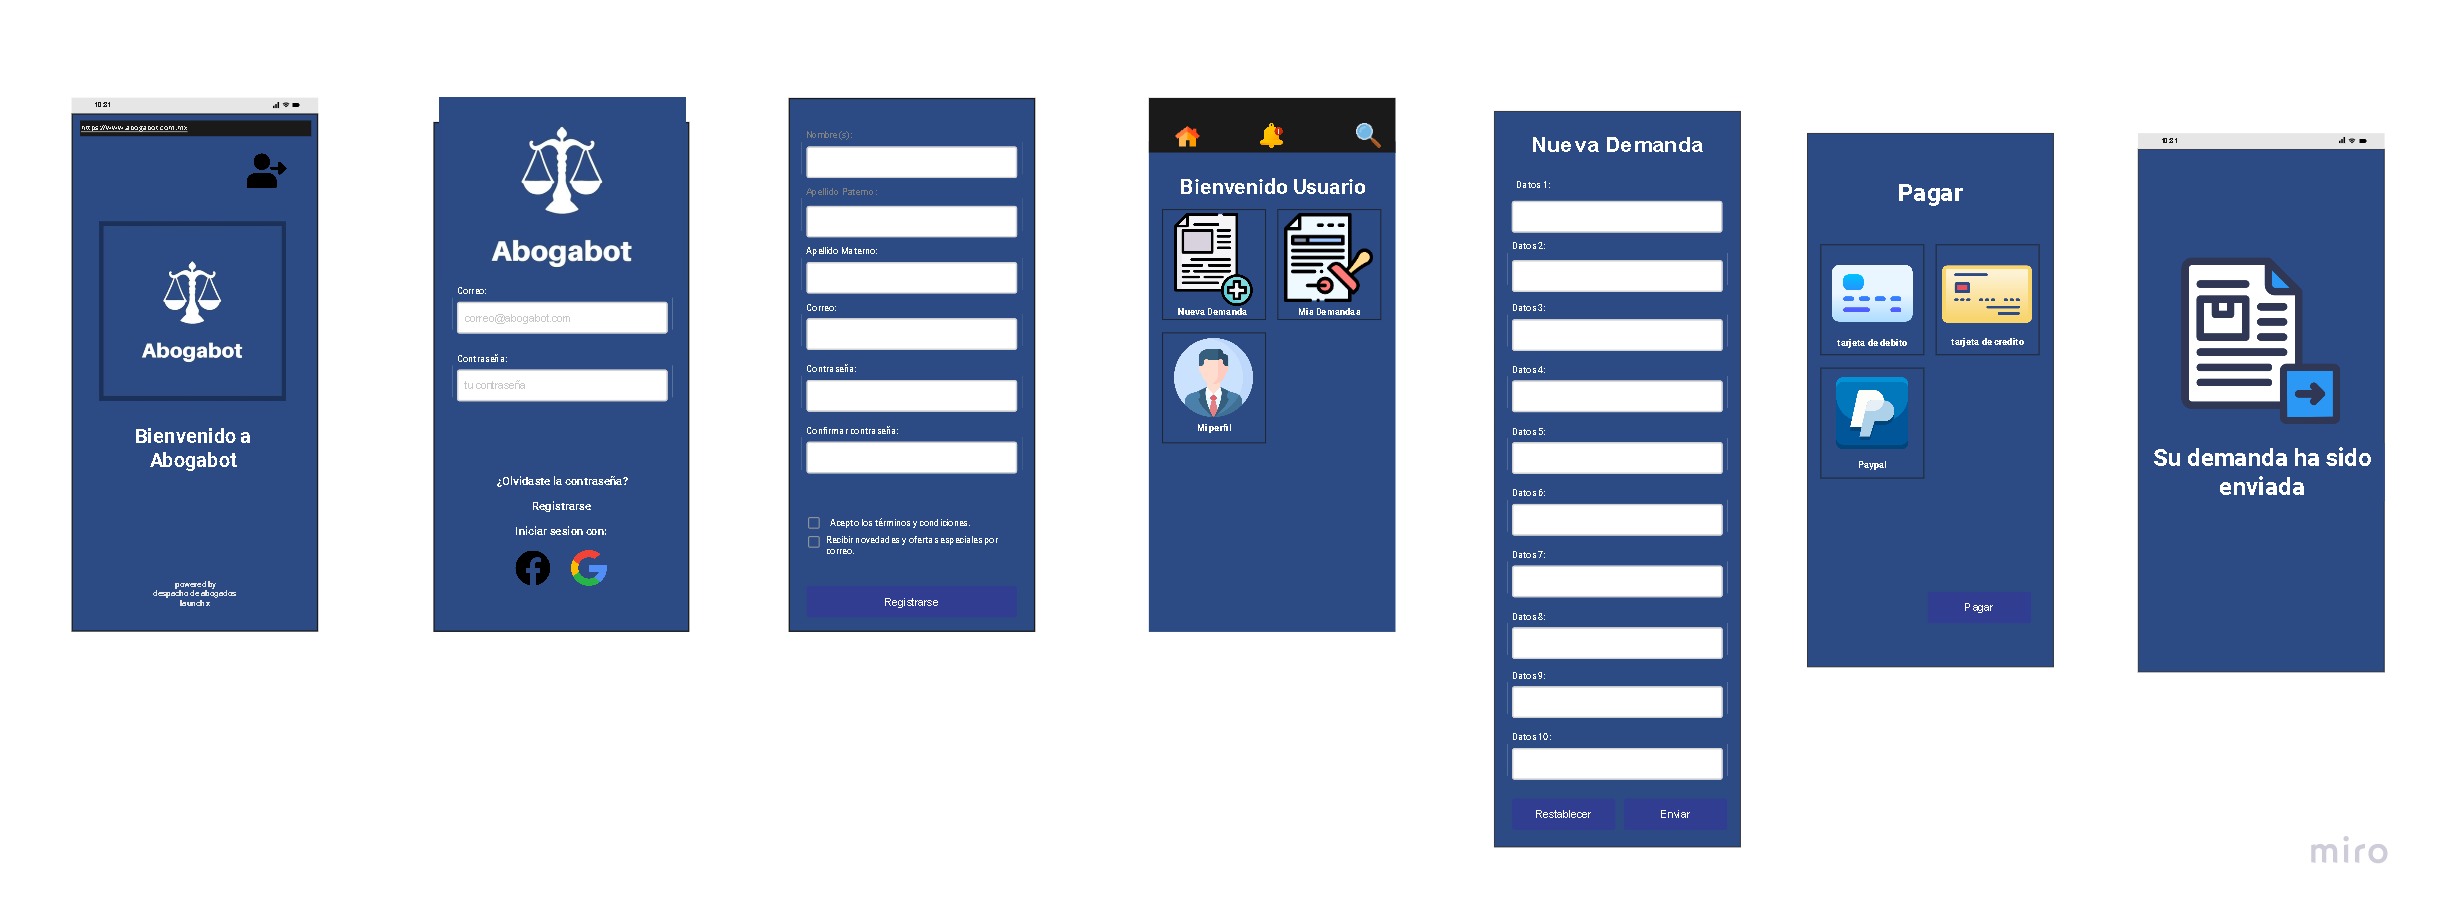 10:21
https://www.abogabot.com.mx
Abogabot
Bienvenido a
Abogabot
powered by
despacho de abogados
launch x
Abogabot
Correo:
correo@abogabot.com
Contraseña:
tu contraseña
¿Olvidaste la contraseña?
Registrarse
Iniciar sesion con:
Nombre(s):
Apellido Paterno:
Apellido Materno:
Correo:
Contraseña:
Confirmar contraseña:
Acepto los términos y condiciones.
Recibir novedades y ofertas especiales por
correo.
Registrarse
Bienvenido Usuario
Nueva Demanda
Mis Demandas
Mi perfil
Nueva Demanda
Datos 1:
Datos 2:
Datos 3:
Datos 4:
Datos 5:
Datos 6:
Datos 7:
Datos 8:
Datos 9:
Datos 10:
Restablecer
Enviar
Pagar
tarjeta de debito
tarjeta de credito
Paypal
Pagar
10:21
Su demanda ha sido
enviada
miro